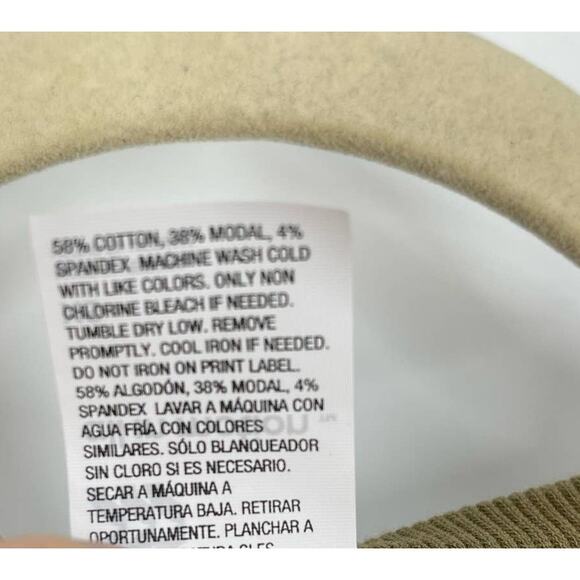 58% COTTON, 38% MODAL, 4%
SPANDEX MACHINE WASH COLD
WITH LIKE COLORS. ONLY NON
CHLORINE BLEACH IF NEEDED.
TUMBLE DRY LOW. REMOVE
PROMPTLY. COOL IRON IF NEEDED.
DO NOT IRON ON PRINT LABEL.
58% ALGODÓN, 38% MODAL, 4%
SPANDEX LAVAR A MÁQUINA CON
AGUA FRÍA CON COLORES
SIMILARES. SÓLO BLANQUEADOR
SIN CLORO SI ES NECESARIO.
SECAR A MÁQUINA A
TEMPERATURA BAJA. RETIRAR
OPORTUNAMENTE. PLANCHAR A